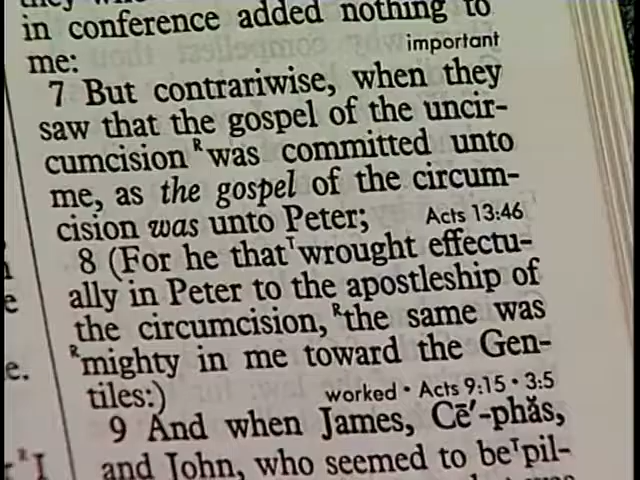 in conference added nothing to
me:
important
7 But contrariwise, when they
saw that the gospel of the uncir-
cumcision ᴿwas committed unto
me, as the gospel of the circum-
cision was unto Peter; Acts 13:46
8 (For he thatᵀwrought effectu-
ally in Peter to the apostleship of
the circumcision, ᴿthe same was
ᴿmighty in me toward the Gen-
tiles:) worked • Acts 9:15 • 3:5
9 And when James, Cē′-phăs,
and John, who seemed to beᵀpil-